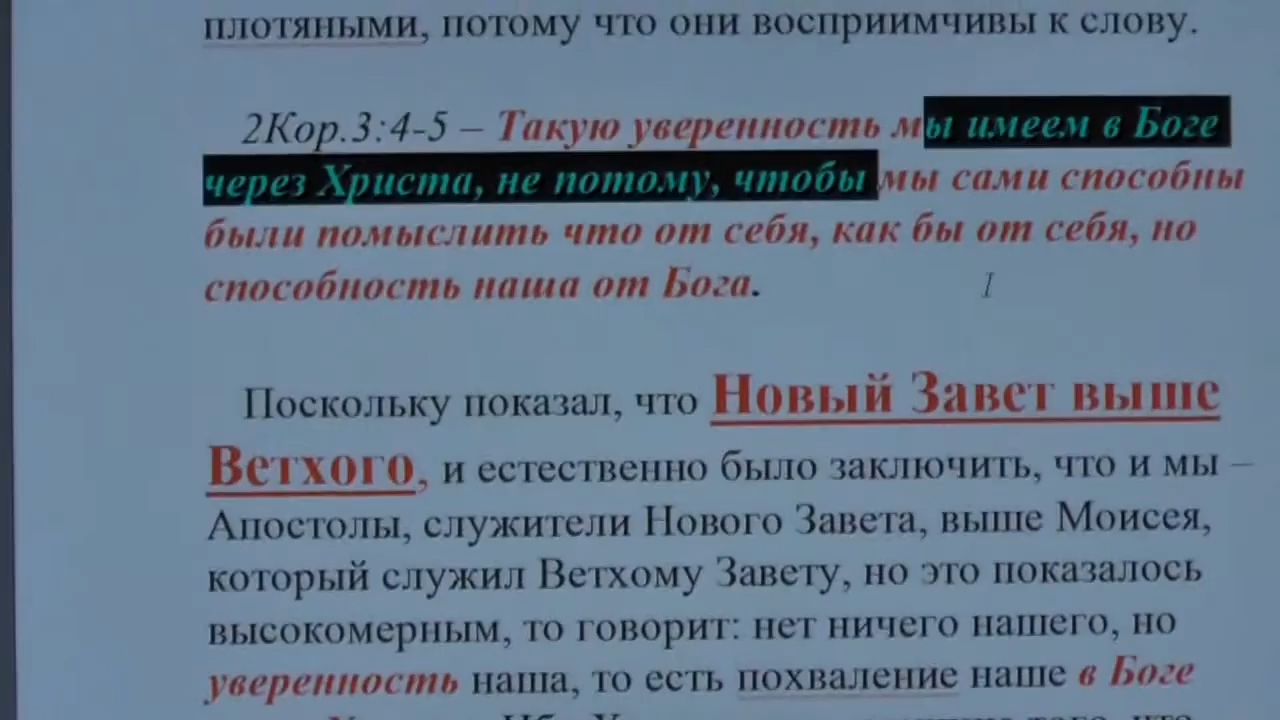 плотяными, потому что они восприимчивы к слову.
2Кор.3:4-5 – Такую уверенность мы имеем в Боге
через Христа, не потому, чтобы мы сами способны
были помыслить что от себя, как бы от себя, но
способность наша от Бога.
Поскольку показал, что Новый Завет выше
Ветхого, и естественно было заключить, что и мы –
Апостолы, служители Нового Завета, выше Моисея,
который служил Ветхому Завету, но это показалось
высокомерным, то говорит: нет ничего нашего, но
уверенность наша, то есть похваление наше в Боге